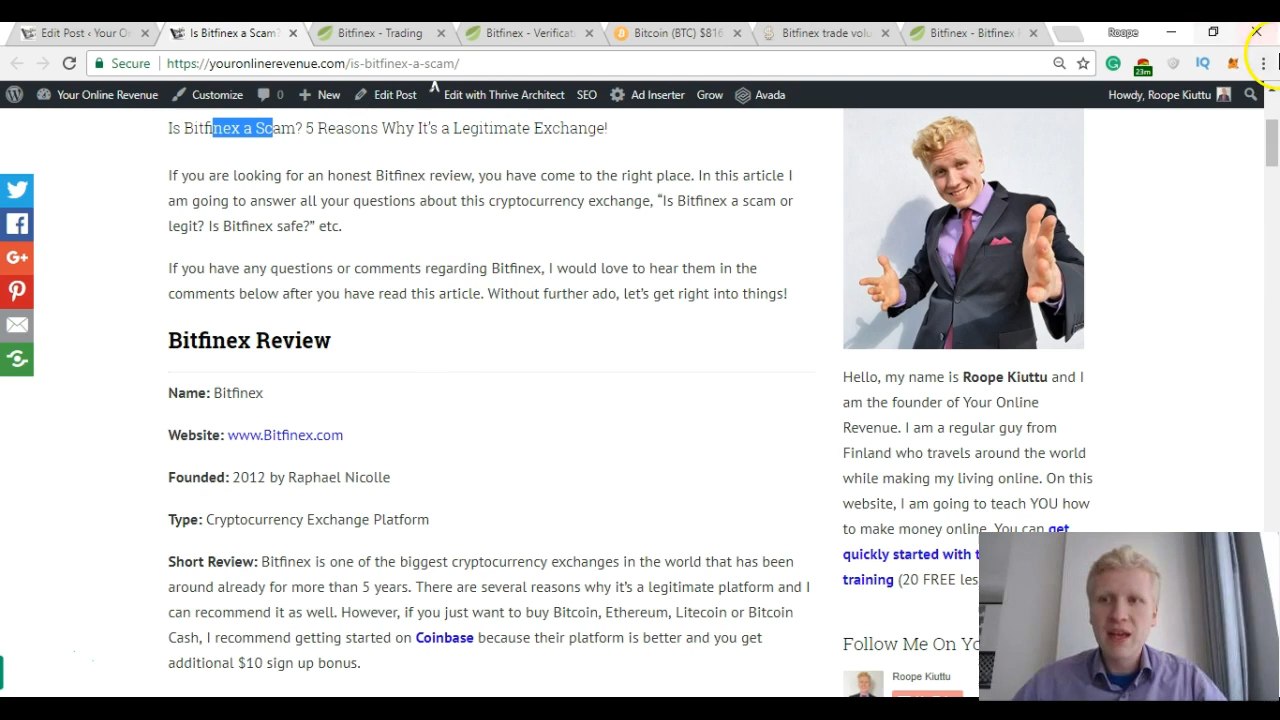 Edit Post ‹ Your O
Is Bitfinex a Scam?
Bitfinex - Trading
Bitfinex - Verificat
Bitcoin (BTC) $816
Bitfinex trade volu
Bitfinex - Bitfinex
Roope
Secure
https://youronlinerevenue.com/is-bitfinex-a-scam/
23m
IQ
Your Online Revenue
Customize
0
New
Edit Post
Edit with Thrive Architect
SEO
Ad Inserter
Grow
Avada
Howdy, Roope Kiuttu
Is Bitfinex a Scam? 5 Reasons Why It's a Legitimate Exchange!
If you are looking for an honest Bitfinex review, you have come to the right place. In this article I
am going to answer all your questions about this cryptocurrency exchange, “Is Bitfinex a scam or
legit? Is Bitfinex safe?” etc.
If you have any questions or comments regarding Bitfinex, I would love to hear them in the
comments below after you have read this article. Without further ado, let’s get right into things!
Bitfinex Review
Name: Bitfinex
Website: www.Bitfinex.com
Founded: 2012 by Raphael Nicolle
Type: Cryptocurrency Exchange Platform
Short Review: Bitfinex is one of the biggest cryptocurrency exchanges in the world that has been
around already for more than 5 years. There are several reasons why it’s a legitimate platform and I
can recommend it as well. However, if you just want to buy Bitcoin, Ethereum, Litecoin or Bitcoin
Cash, I recommend getting started on Coinbase because their platform is better and you get
additional $10 sign up bonus.
Hello, my name is Roope Kiuttu and I
am the founder of Your Online
Revenue. I am a regular guy from
Finland who travels around the world
while making my living online. On this
website, I am going to teach YOU how
to make money online. You can get
quickly started with t
training (20 FREE les
Follow Me On Yo
Roope Kiuttu